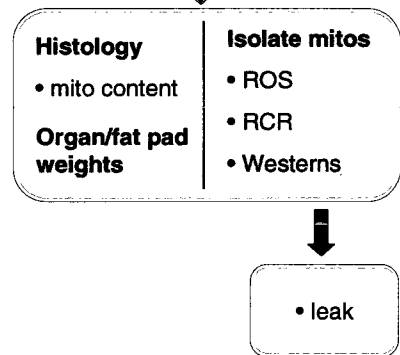 Histology
• mito content
Organ/fat pad
weights
Isolate mitos
• ROS
• RCR
• Westerns
• leak